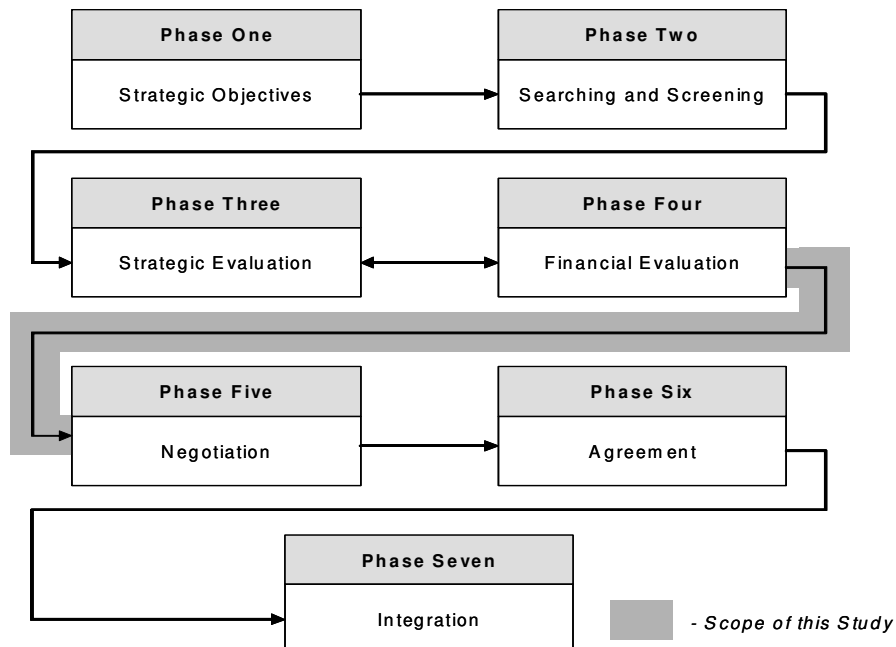 Phase One
Strategic Objectives
Phase Two
Searching and Screening
Phase Three
Strategic Evaluation
Phase Four
Financial Evaluation
Phase Five
Negotiation
Phase Six
Agreement
Phase Seven
Integration
- Scope of this Study